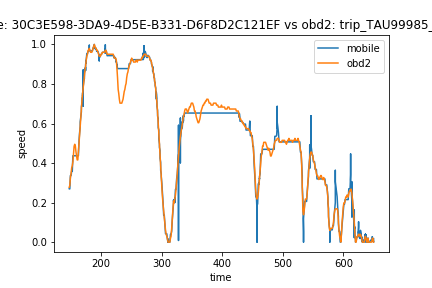 e: 30C3E598-3DA9-4D5E-B331-D6F8D2C121EF vs obd2: trip_TAU99985_
mobile
obd2
speed
1.0
0.8
0.6
0.4
0.2
0.0
200 300 400 500 600
time